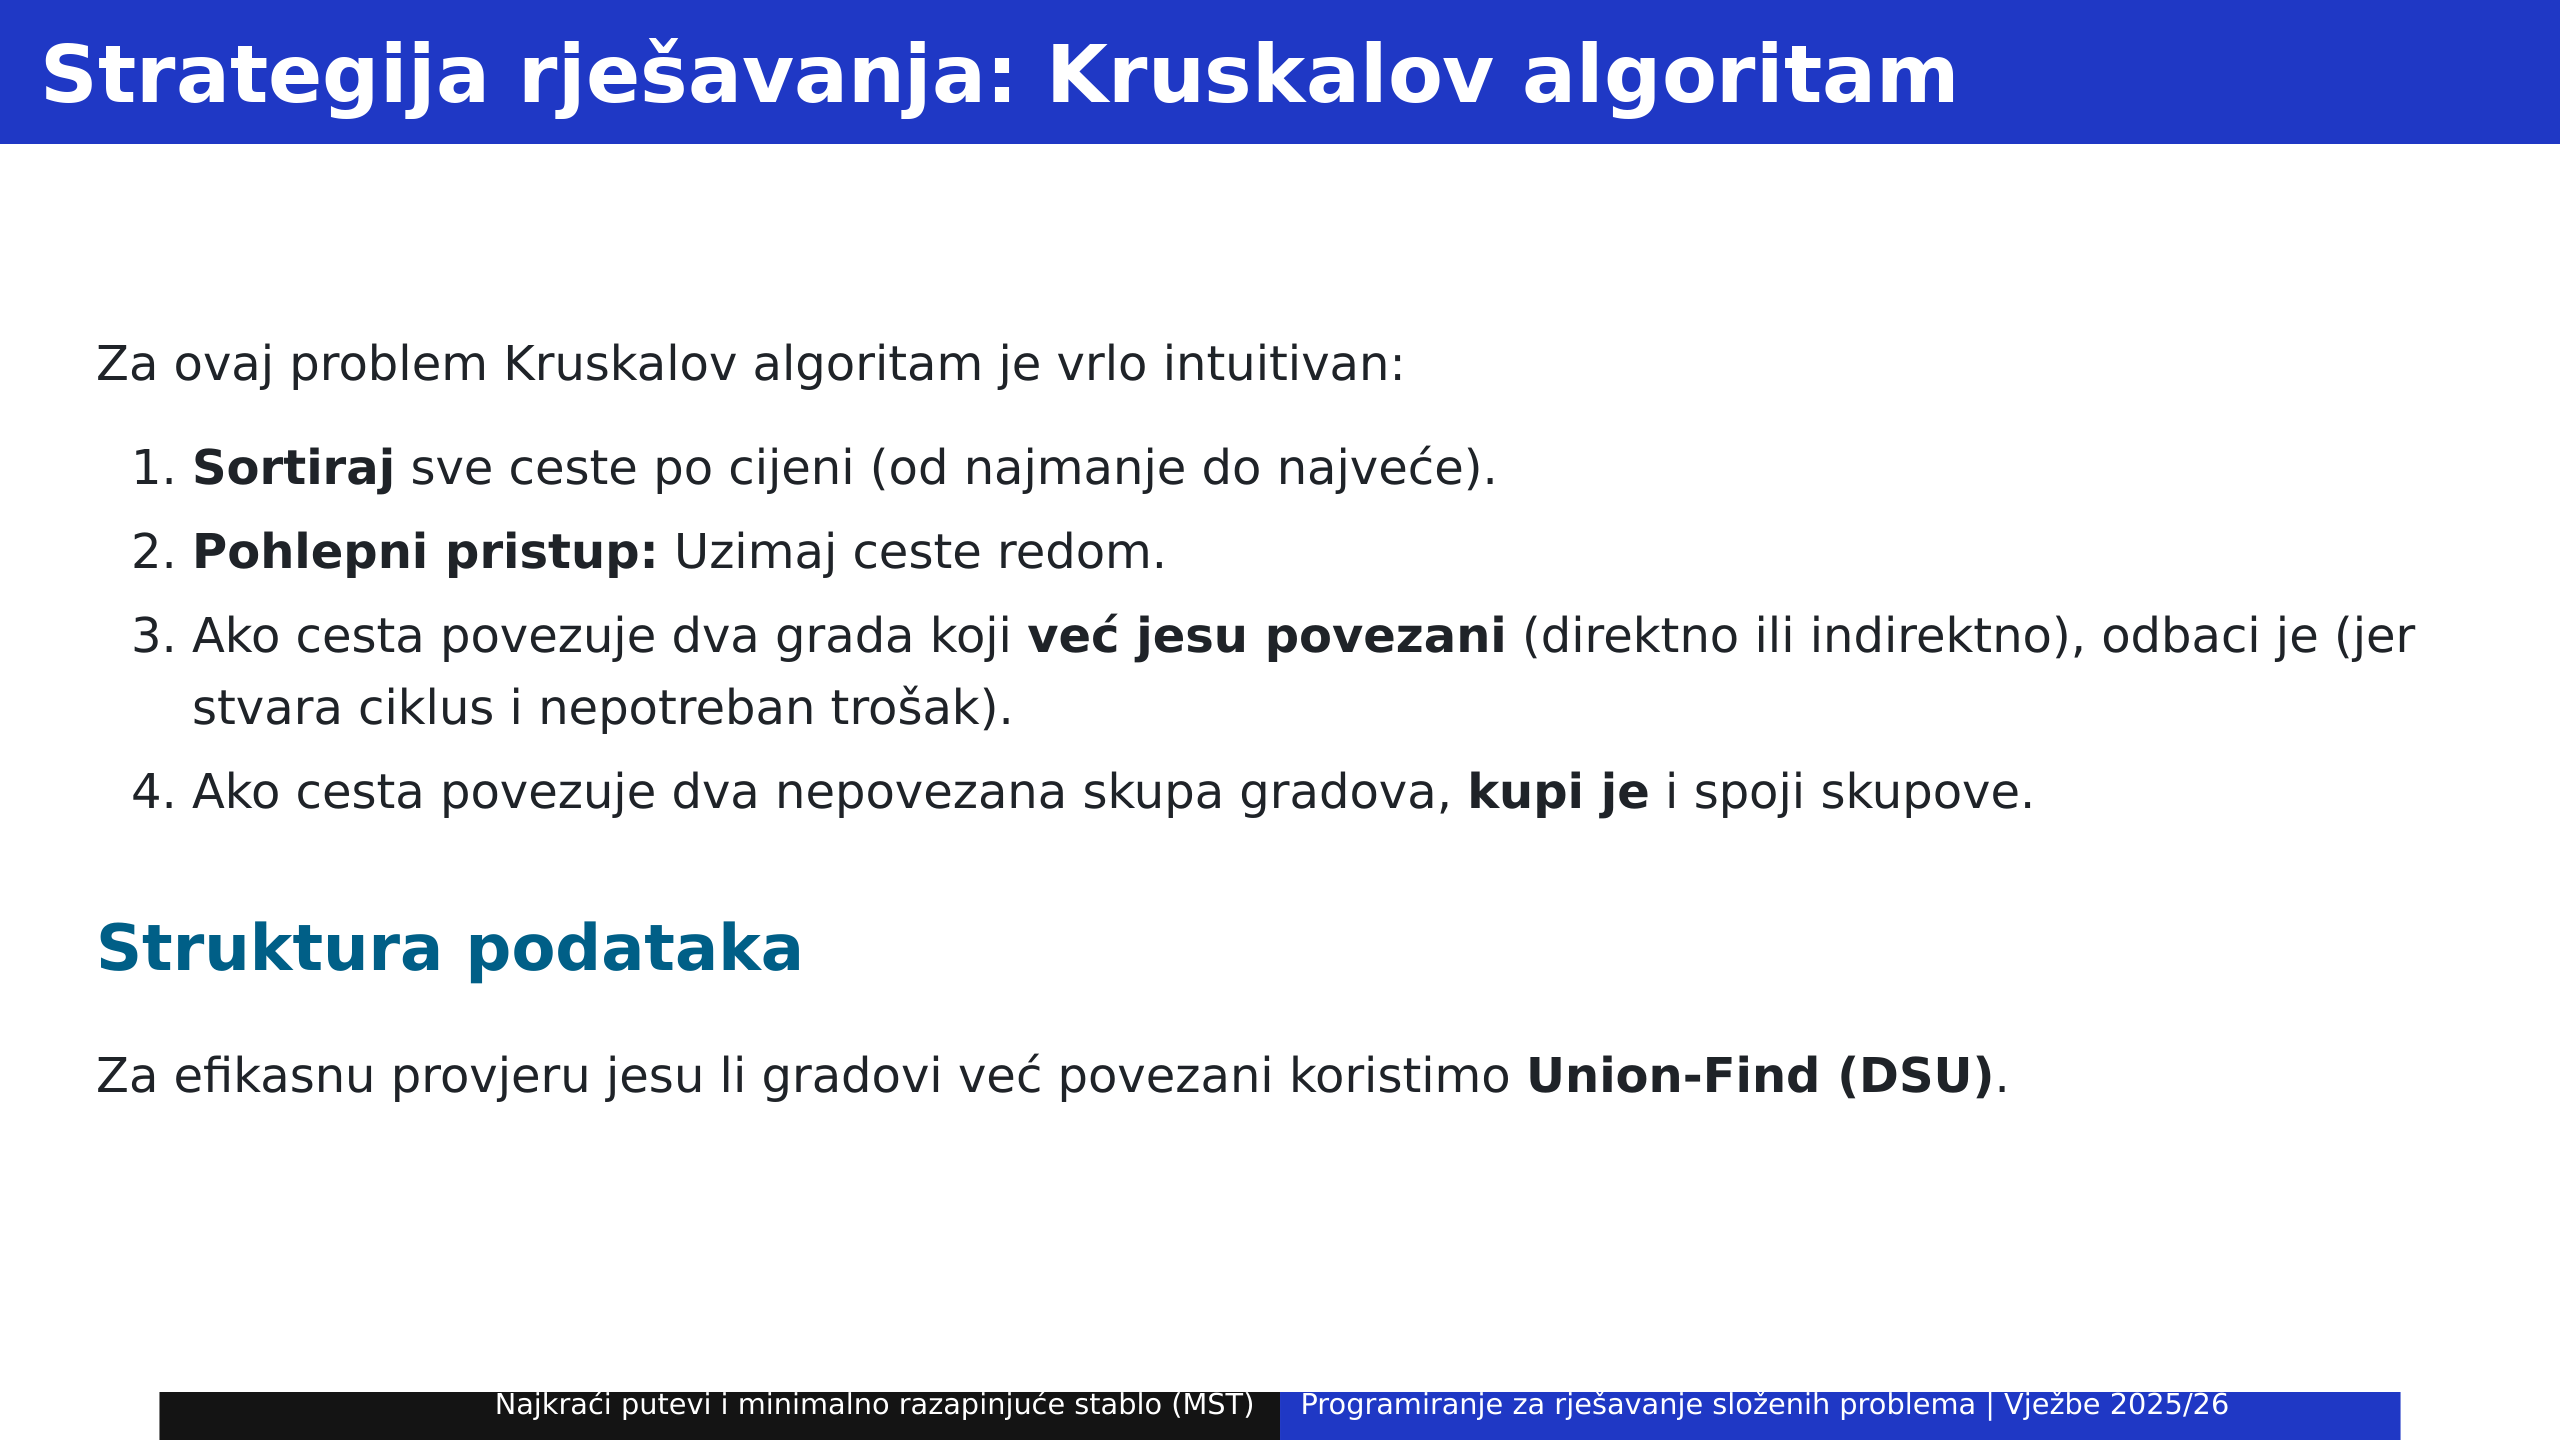 Strategija rješavanja: Kruskalov algoritam
Za ovaj problem Kruskalov algoritam je vrlo intuitivan:
1. Sortiraj sve ceste po cijeni (od najmanje do najveće).
2. Pohlepni pristup: Uzimaj ceste redom.
3. Ako cesta povezuje dva grada koji već jesu povezani (direktno ili indirektno), odbaci je (jer
stvara ciklus i nepotreban trošak).
4. Ako cesta povezuje dva nepovezana skupa gradova, kupi je i spoji skupove.
Struktura podataka
Za efikasnu provjeru jesu li gradovi već povezani koristimo Union-Find (DSU).
Najkraći putevi i minimalno razapinjuće stablo (MST)
Programiranje za rješavanje složenih problema | Vježbe 2025/26